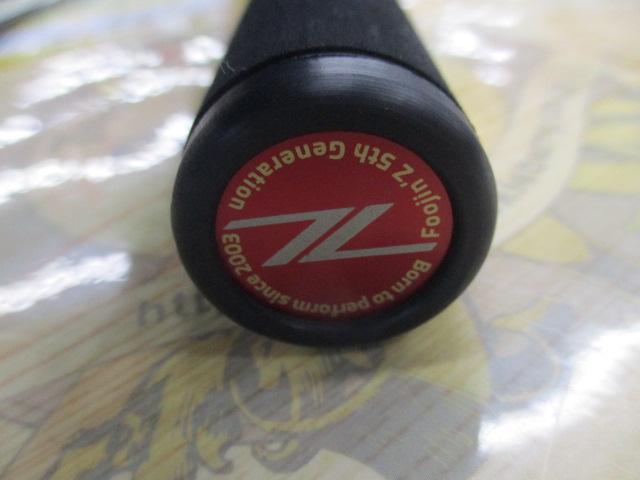 Foojin'Z 5th Generation
Born to perform since 2003
Z